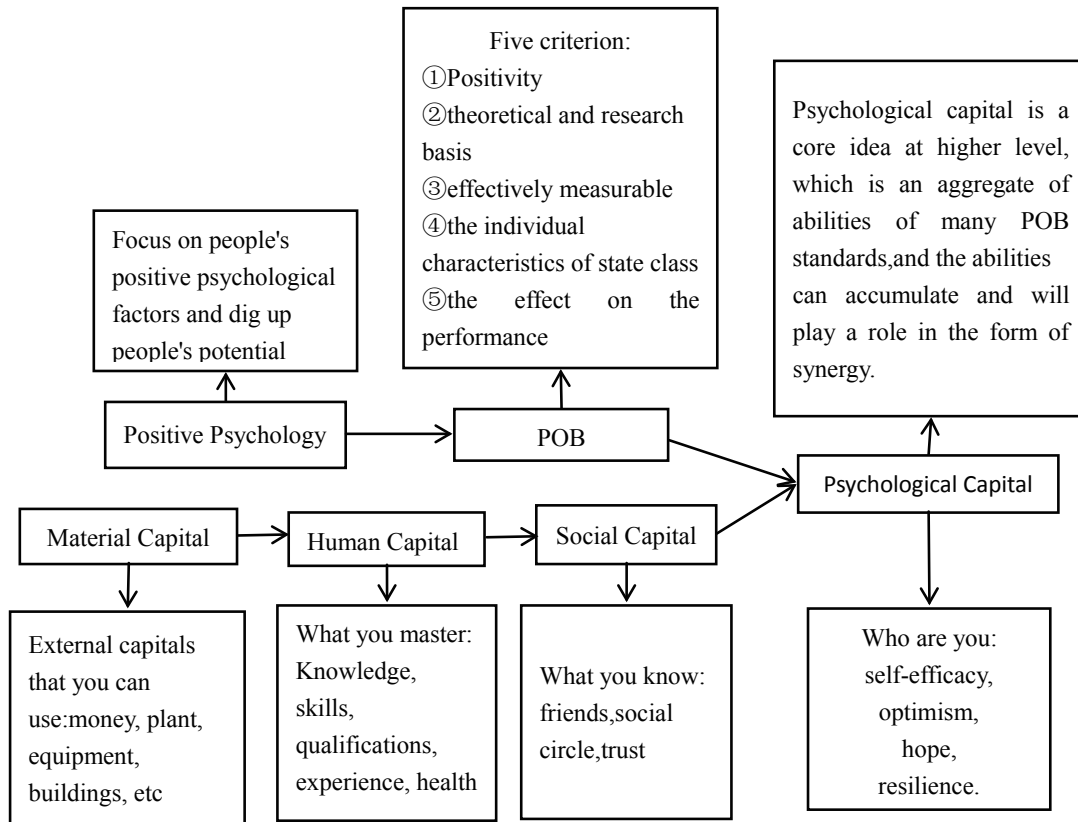 Five criterion:
①Positivity
②theoretical and research
basis
③effectively measurable
④the individual
characteristics of state class
⑤the effect on the
performance
Psychological capital is a
core idea at higher level,
which is an aggregate of
abilities of many POB
standards,and the abilities
can accumulate and will
play a role in the form of
synergy.
Focus on people's
positive psychological
factors and dig up
people's potential
Positive Psychology
POB
Psychological Capital
Material Capital
Human Capital
Social Capital
External capitals
that you can
use:money, plant,
equipment,
buildings, etc
What you master:
Knowledge,
skills,
qualifications,
experience, health
What you know:
friends,social
circle,trust
Who are you:
self-efficacy,
optimism,
hope,
resilience.